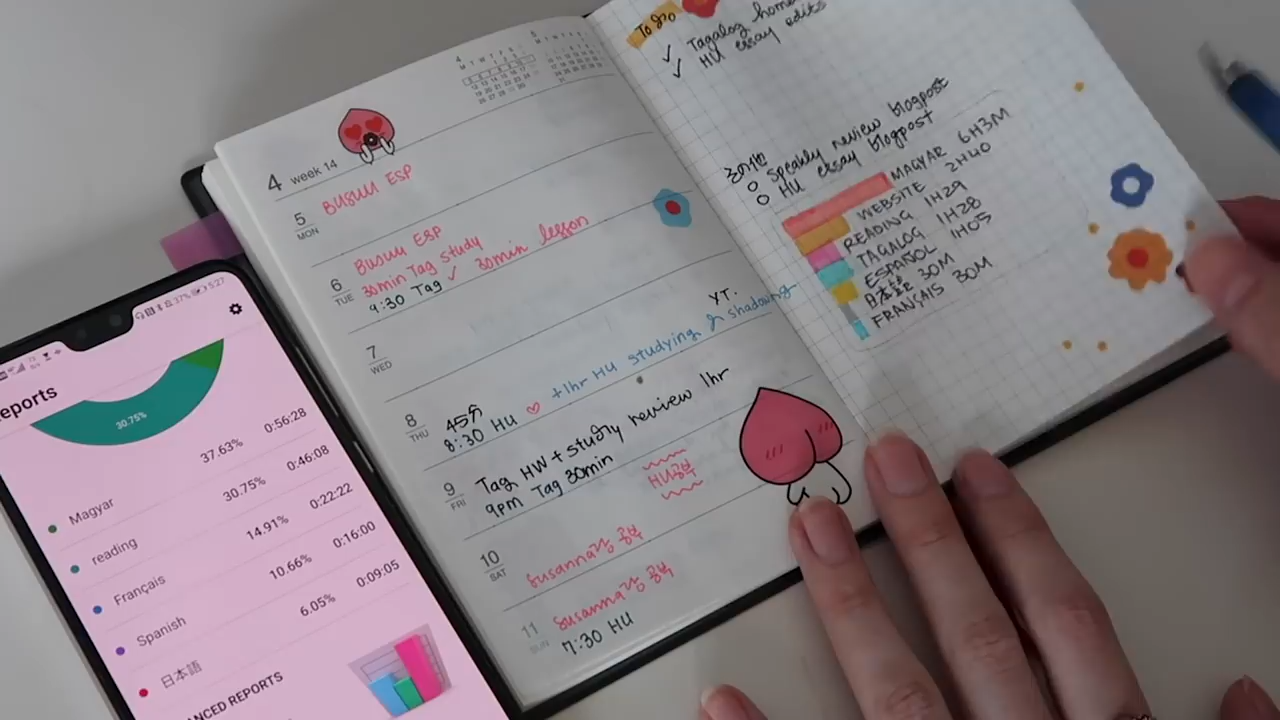 37% 5:27
eports
30.75%
37.63% 0:56:28
Magyar
30.75% 0:46:08
reading
14.91% 0:22:22
Français
10.66% 0:16:00
Spanish
6.05% 0:09:05
日本語
ANCED REPORTS
4 week 14
5 MON
BUSUU ESP
6 TUE
BUSUU ESP
30min Tag study
9:30 Tag ✓ 30min lesson
7 WED
YT.
8 THU
45分
8:30 HU ♡ +1hr HU studying & shadowing
9 FRI
Tag HW + study review 1hr
9pm Tag 30min
HU공부
10 SAT
Susanna랑 공부
11 SUN
Susanna랑 공부
7:30 HU
To go
✓ Tagalog home
✓ HU essay edits
O Speakly review blogpost
O HU essay blogpost
MAGYAR 6H3M
WEBSITE 2H40
READING 1H29
TAGALOG 1H28
ESPAÑOL 1H05
日本語 30M
FRANÇAIS 30M